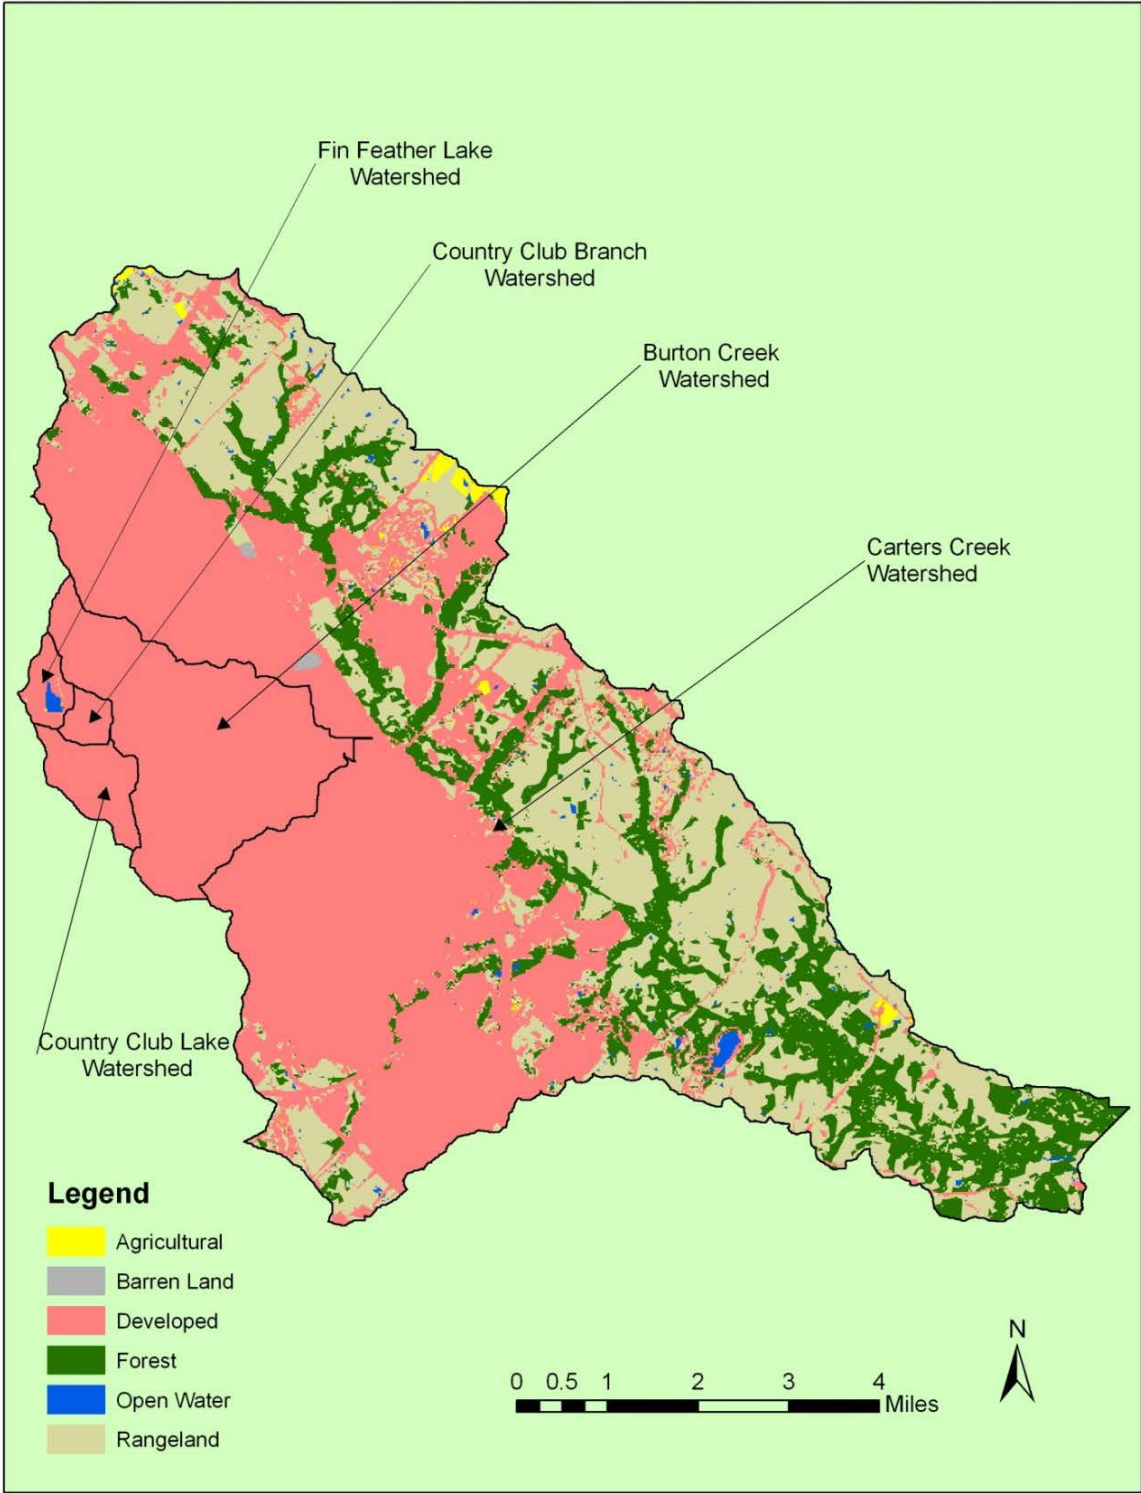 Fin Feather Lake
Watershed
Country Club Branch
Watershed
Burton Creek
Watershed
Carters Creek
Watershed
Country Club Lake
Watershed
Legend
Agricultural
Barren Land
Developed
Forest
Open Water
Rangeland
0 0.5 1 2 3 4
Miles
N